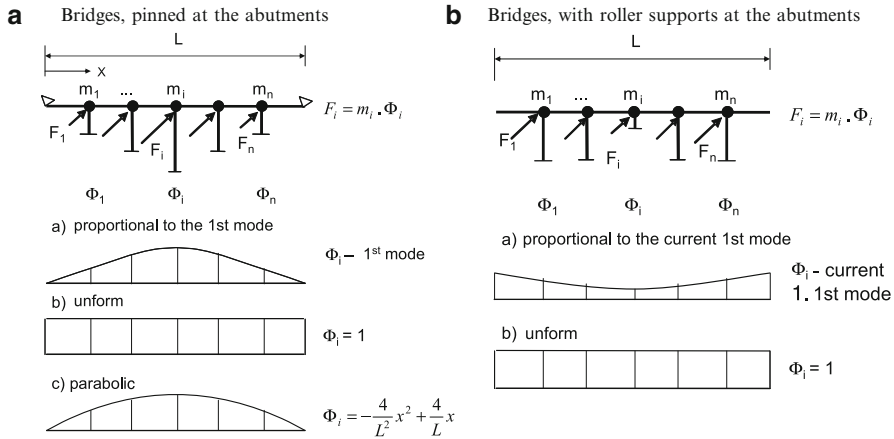 a Bridges, pinned at the abutments
L
x
m1 ... mi mn
F1 Fi Fn
Fi = mi . Φi
Φ1 Φi Φn
a) proportional to the 1st mode
Φi – 1st mode
b) unform
Φi = 1
c) parabolic
Φi = -4/L² x² + 4/L x
b Bridges, with roller supports at the abutments
L
m1 ... mi mn
F1 Fi Fn
Fi = mi . Φi
Φ1 Φi Φn
a) proportional to the current 1st mode
Φi - current
1. 1st mode
b) unform
Φi = 1